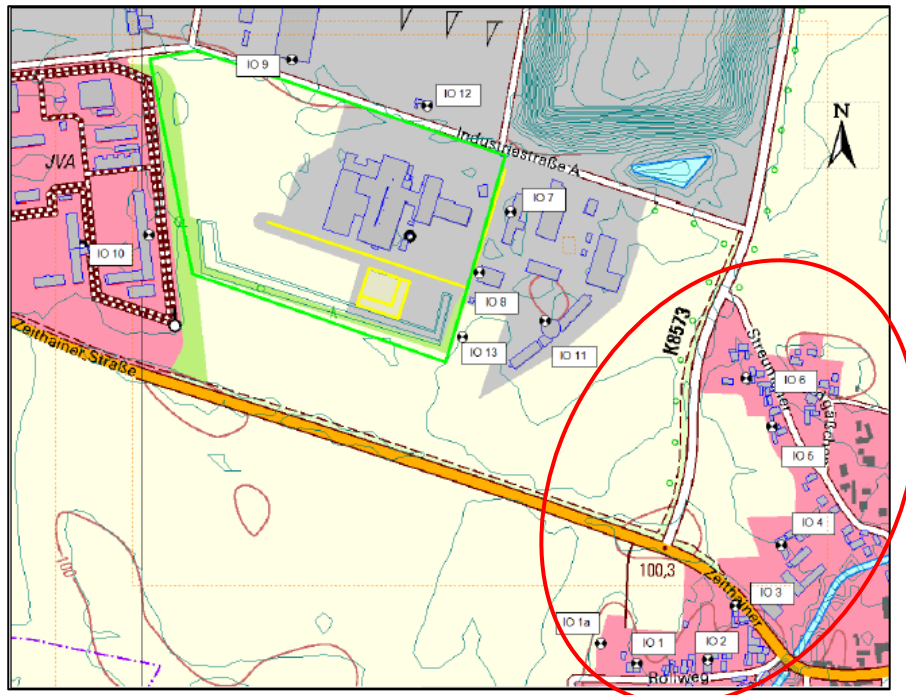 IO 9
IO 12
N
Industriestraße A
JVA
IO 7
IO 10
IO 8
IO 13
IO 11
K8573
Zeithainer Straße
Streumener
IO 6
IO 5
IO 4
100,3
Zeithainer
IO 3
-100-
IO 1a
IO 1
IO 2
Rollweg